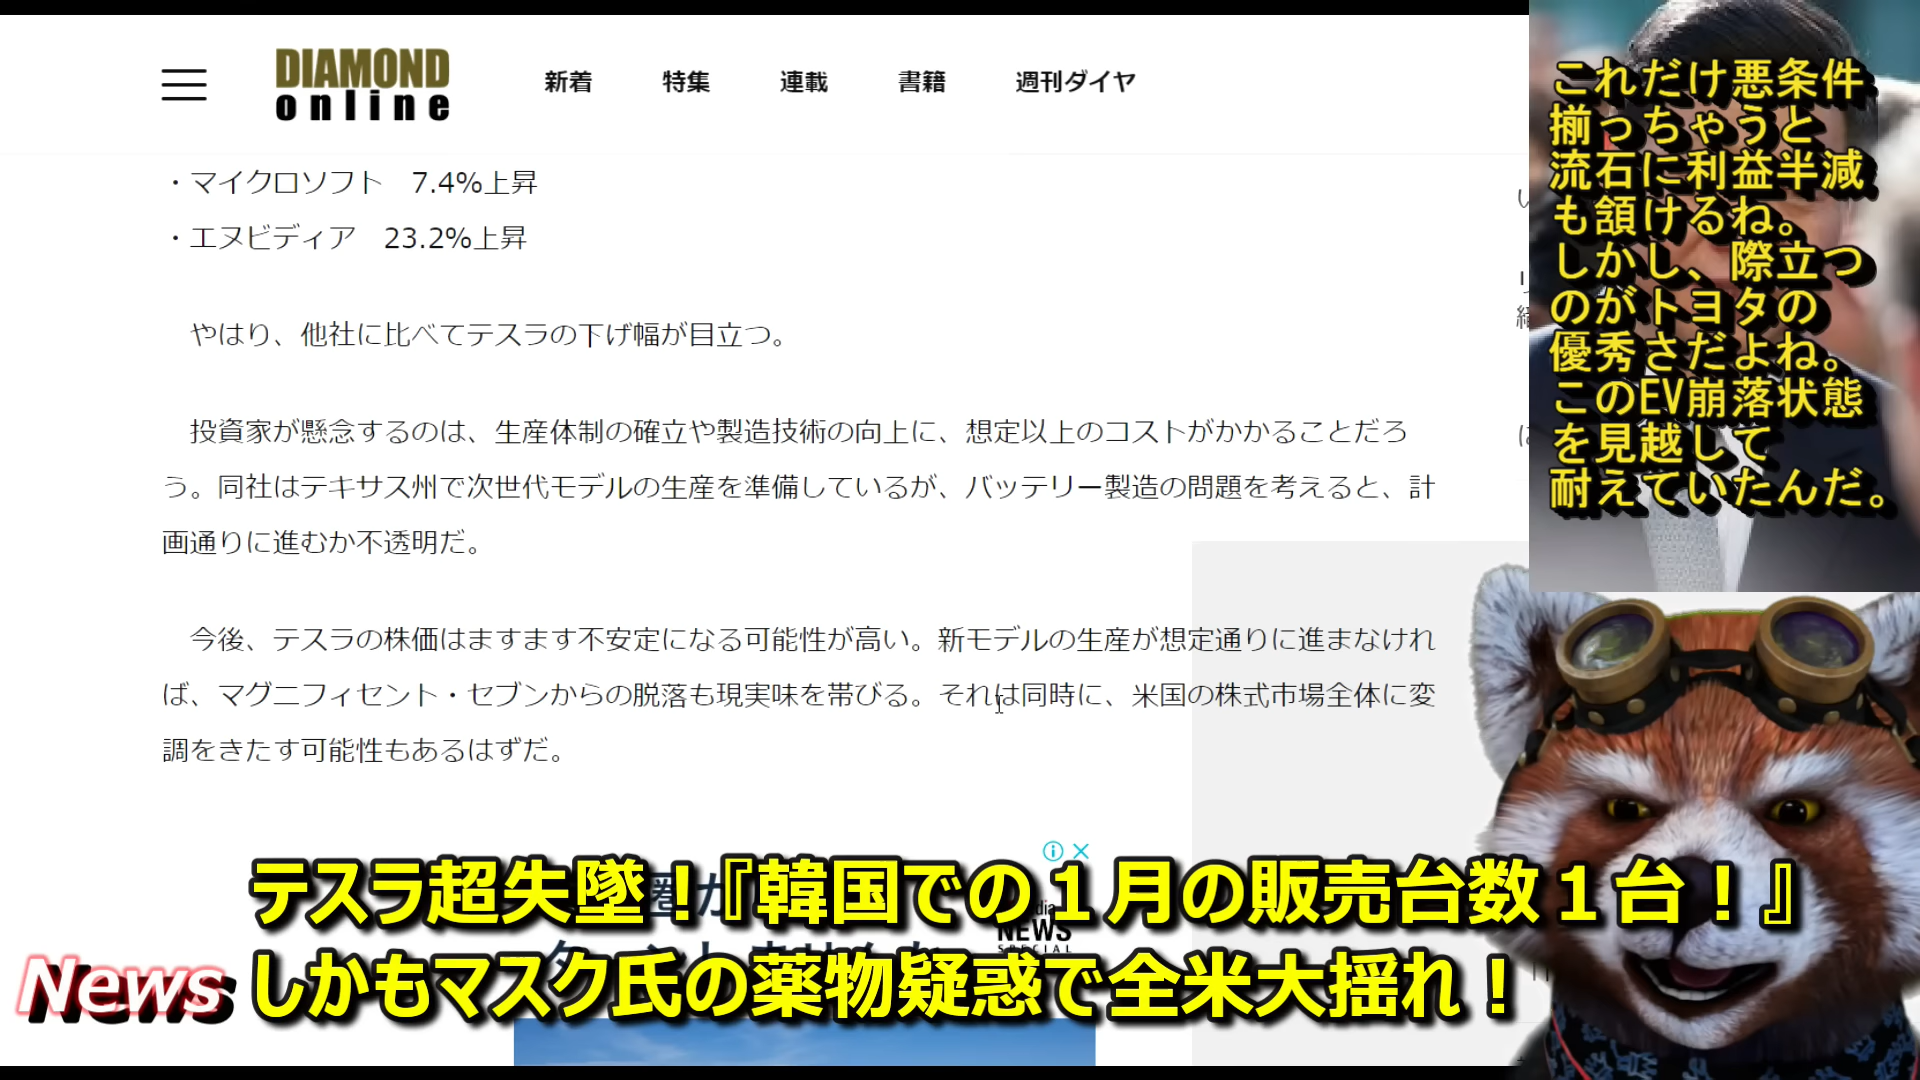 DIAMOND
online
新着 特集 連載 書籍 週刊ダイヤ
・マイクロソフト 7.4%上昇
・エヌビディア 23.2%上昇
やはり、他社に比べてテスラの下げ幅が目立つ。
投資家が懸念するのは、生産体制の確立や製造技術の向上に、想定以上のコストがかかることだろ
う。同社はテキサス州で次世代モデルの生産を準備しているが、バッテリー製造の問題を考えると、計
画通りに進むか不透明だ。
今後、テスラの株価はますます不安定になる可能性が高い。新モデルの生産が想定通りに進まなけれ
ば、マグニフィセント・セブンからの脱落も現実味を帯びる。それは同時に、米国の株式市場全体に変
調をきたす可能性もあるはずだ。
これだけ悪条件
揃っちゃうと
流石に利益半減
も頷けるね。
しかし、際立つ
のがトヨタの
優秀さだよね。
このEV崩落状態
を見越して
耐えていたんだ。
テスラ超失墜！『韓国での１月の販売台数１台！』
NEWS
News しかもマスク氏の薬物疑惑で全米大揺れ！